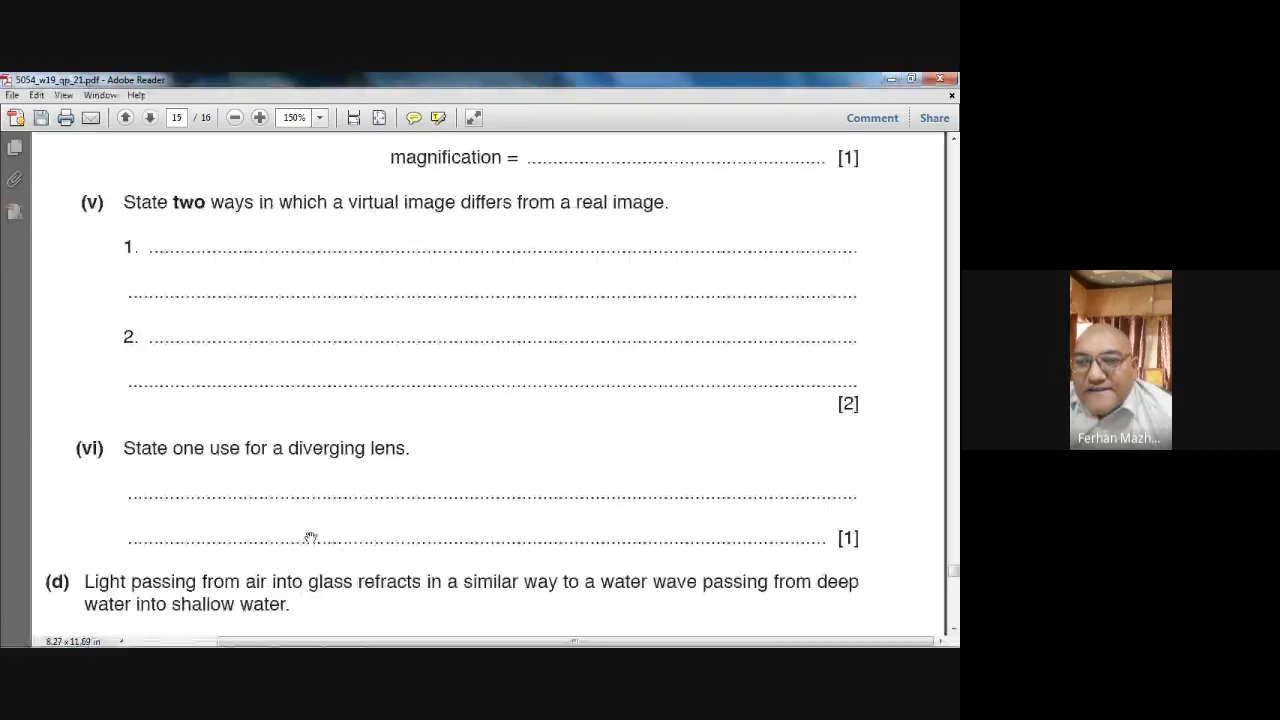 5054_w19_qp_21.pdf - Adobe Reader
File Edit View Window Help
15 / 16 150% Comment Share
magnification = ........................................................ [1]
(v) State two ways in which a virtual image differs from a real image.
1. ........................................................
........................................................
2. ........................................................
........................................................
[2]
(vi) State one use for a diverging lens.
........................................................
........................................................ [1]
(d) Light passing from air into glass refracts in a similar way to a water wave passing from deep
water into shallow water.
8.27 x 11.69 in
Ferhan Mazh...